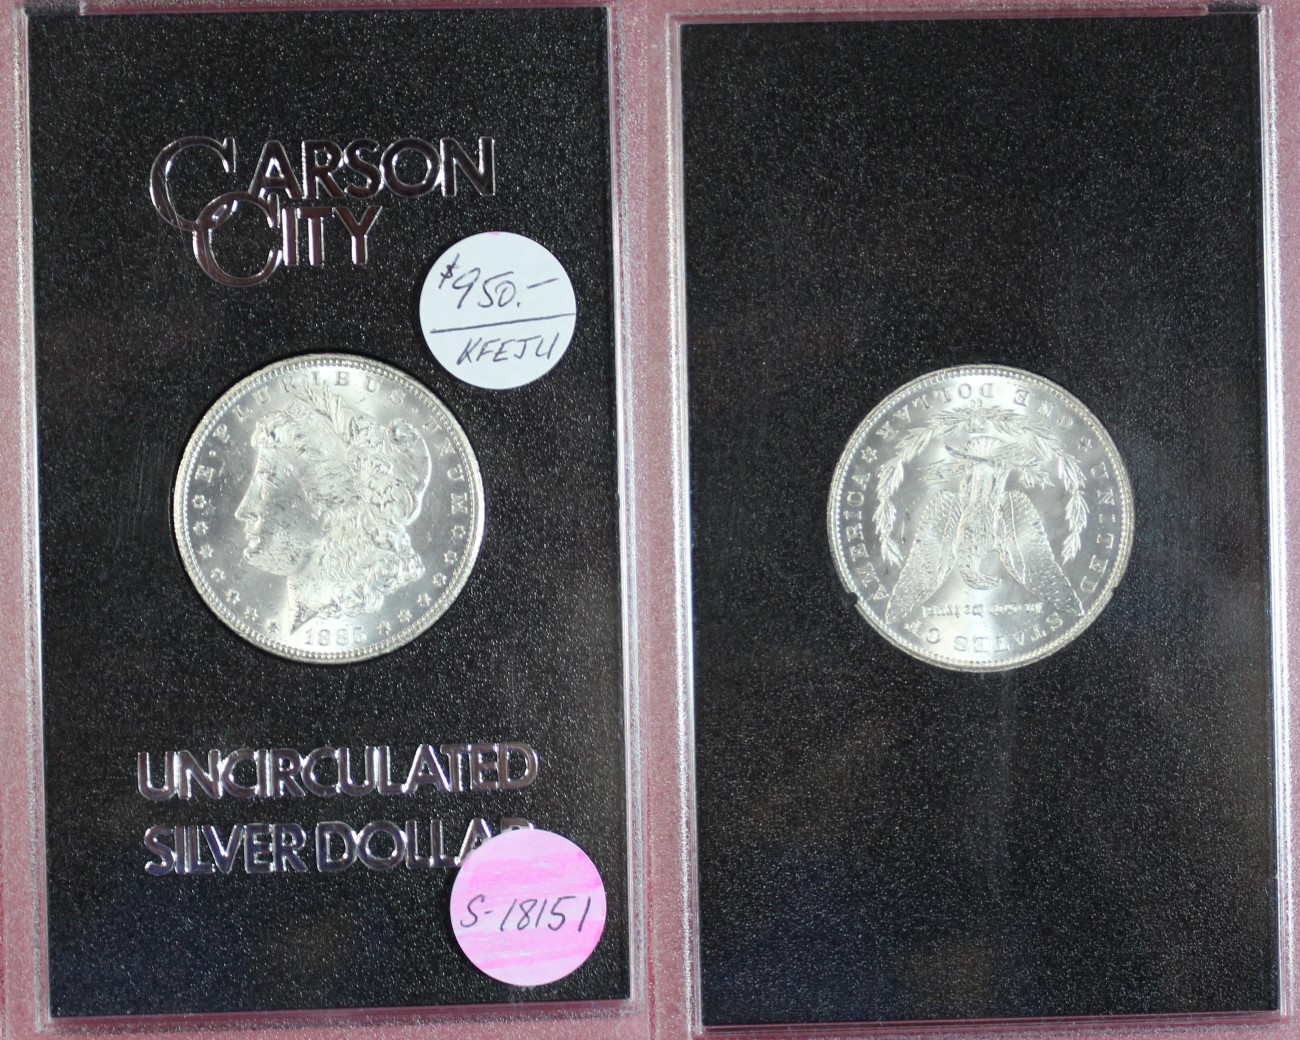 CARSON
CITY
$950.-
KFEJU
E·PLURIBUS·UNUM
1885
UNCIRCULATED
SILVER DOLLAR
S-18151
ONE DOLLAR
UNITED STATES OF AMERICA
In God we trust